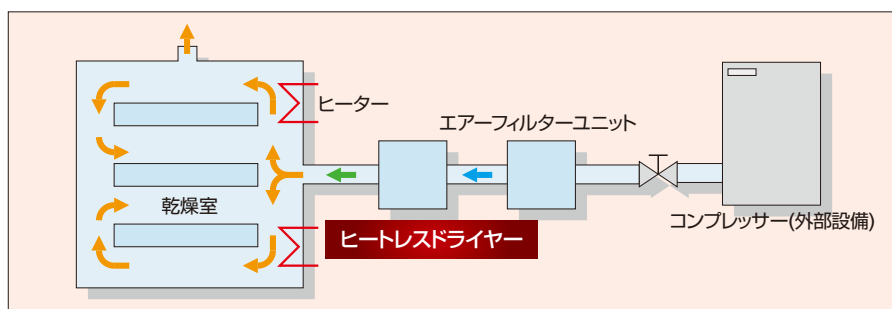 ヒーター
エアーフィルターユニット
乾燥室
ヒートレスドライヤー
コンプレッサー(外部設備)